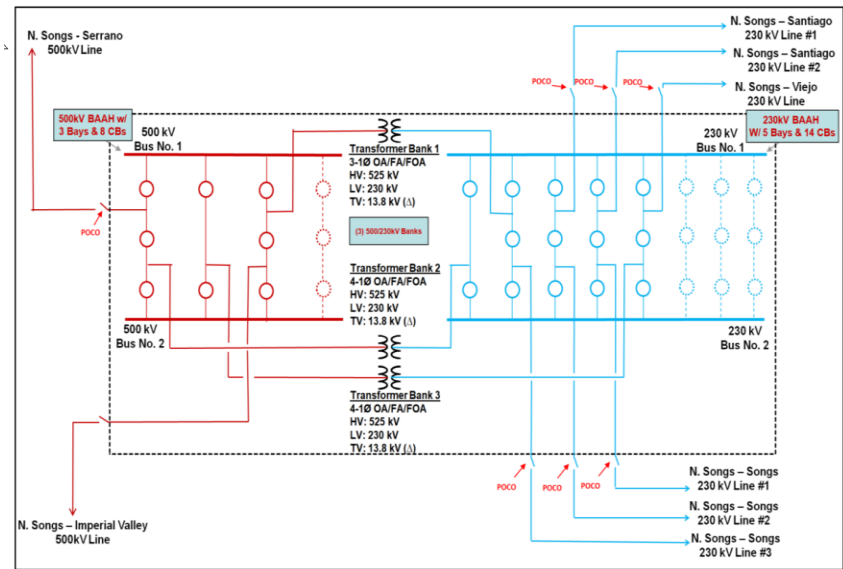 N. Songs - Serrano
500kV Line
N. Songs – Santiago
230 kV Line #1
N. Songs – Santiago
230 kV Line #2
N. Songs – Viejo
230 kV Line
POCO
POCO
POCO
500kV BAAH w/
3 Bays & 8 CBs
500 kV
Bus No. 1
230 kV
Bus No. 1
230kV BAAH
W/ 5 Bays & 14 CBs
Transformer Bank 1
3-1Ø OA/FA/FOA
HV: 525 kV
LV: 230 kV
TV: 13.8 kV (Δ)
POCO
(3) 500/230kV Banks
Transformer Bank 2
4-1Ø OA/FA/FOA
HV: 525 kV
LV: 230 kV
TV: 13.8 kV (Δ)
500 kV
Bus No. 2
230 kV
Bus No. 2
Transformer Bank 3
4-1Ø OA/FA/FOA
HV: 525 kV
LV: 230 kV
TV: 13.8 kV (Δ)
POCO
POCO
POCO
N. Songs – Songs
230 kV Line #1
N. Songs – Songs
230 kV Line #2
N. Songs – Songs
230 kV Line #3
N. Songs – Imperial Valley
500kV Line